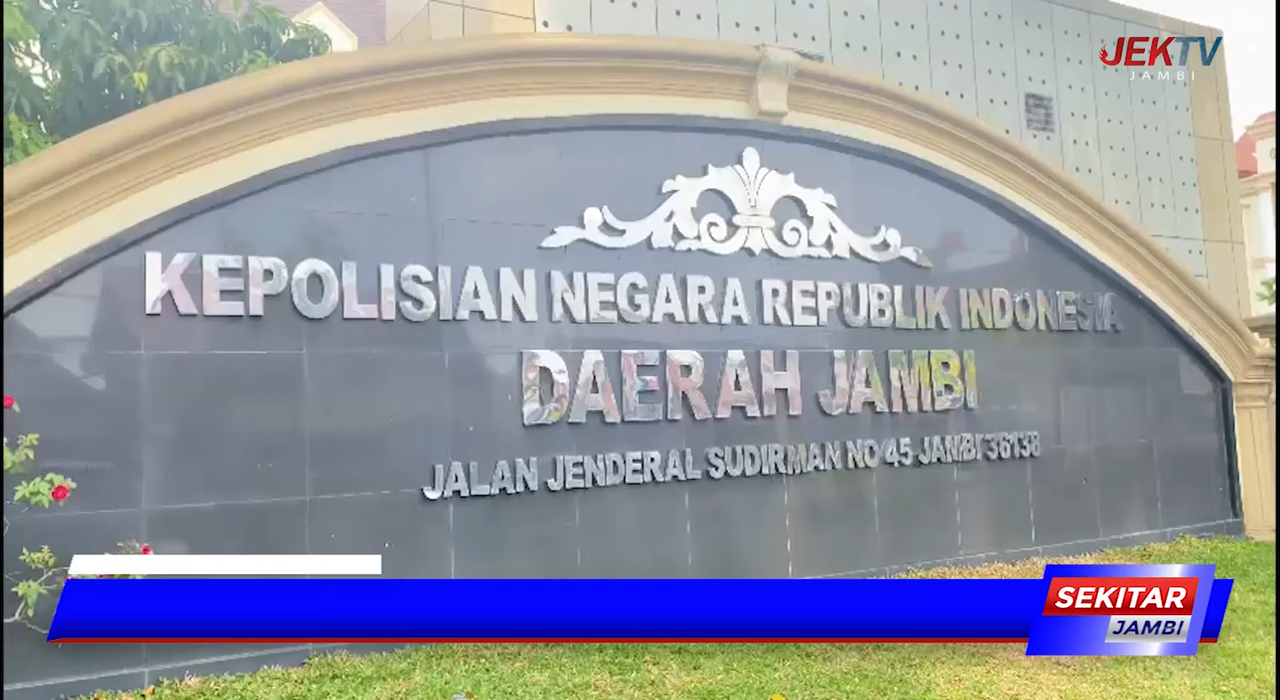 JEKTV
JAMBI
KEPOLISIAN NEGARA REPUBLIK INDONESIA
DAERAH JAMBI
JALAN JENDERAL SUDIRMAN NO 45 JAMBI 36138
SEKITAR
JAMBI